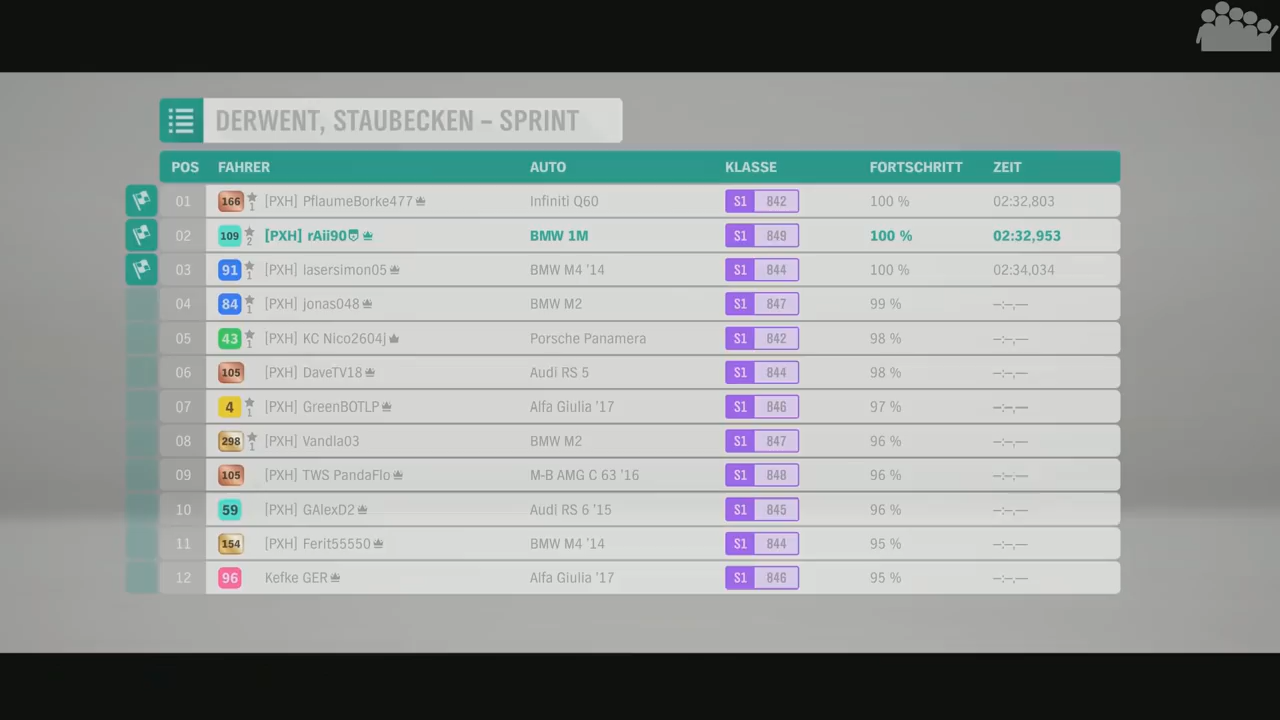 DERWENT, STAUBECKEN – SPRINT
POS FAHRER AUTO KLASSE FORTSCHRITT ZEIT
01 166 1 [PXH] PflaumeBorke477 Infiniti Q60 S1 842 100 % 02:32,803
02 109 2 [PXH] rAii90 BMW 1M S1 849 100 % 02:32,953
03 91 1 [PXH] lasersimon05 BMW M4 '14 S1 844 100 % 02:34,034
04 84 1 [PXH] jonas048 BMW M2 S1 847 99 % –:–,––
05 43 1 [PXH] KC Nico2604j Porsche Panamera S1 842 98 % –:–,––
06 105 [PXH] DaveTV18 Audi RS 5 S1 844 98 % –:–,––
07 4 1 [PXH] GreenBOTLP Alfa Giulia '17 S1 846 97 % –:–,––
08 298 1 [PXH] Vandla03 BMW M2 S1 847 96 % –:–,––
09 105 [PXH] TWS PandaFlo M-B AMG C 63 '16 S1 848 96 % –:–,––
10 59 [PXH] GAlexD2 Audi RS 6 '15 S1 845 96 % –:–,––
11 154 [PXH] Ferit55550 BMW M4 '14 S1 844 95 % –:–,––
12 96 Kefke GER Alfa Giulia '17 S1 846 95 % –:–,––